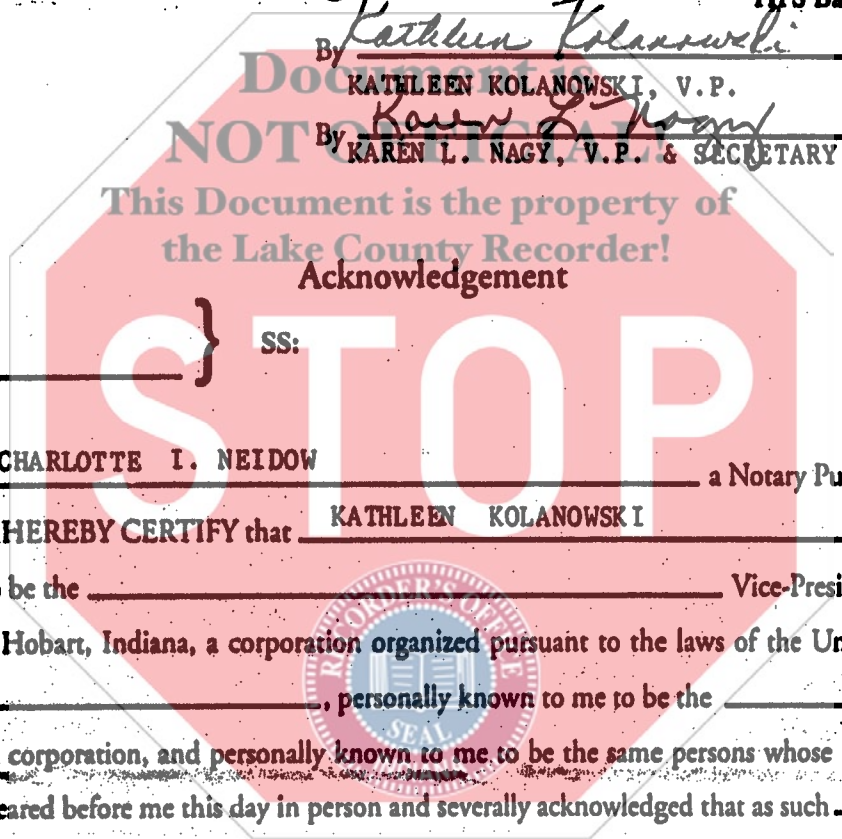 By Kathleen Kolanowski
KATHLEEN KOLANOWSKI, V.P.
By Karen L Nagy
KAREN L. NAGY, V.P. & SECRETARY
Document is
NOT OFFICIAL!
This Document is the property of
the Lake County Recorder!
Acknowledgement
} SS:
STOP
CHARLOTTE I. NEIDOW a Notary Pu
HEREBY CERTIFY that KATHLEEN KOLANOWSKI
be the Vice-Presi
Hobart, Indiana, a corporation organized pursuant to the laws of the Un
, personally known to me to be the
corporation, and personally known to me to be the same persons whose
eared before me this day in person and severally acknowledged that as such
RECORDER'S OFFICE
SEAL
INDIANA